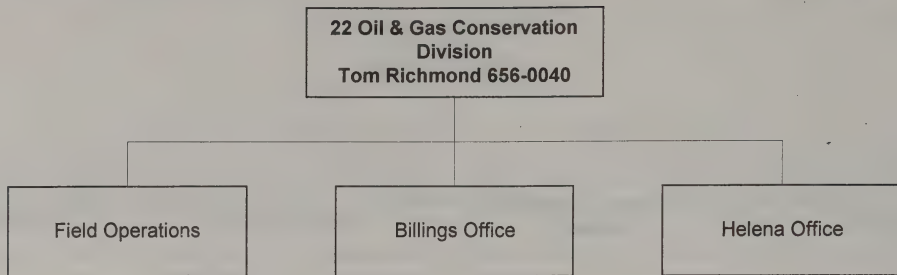 22 Oil & Gas Conservation
Division
Tom Richmond 656-0040
Field Operations
Billings Office
Helena Office